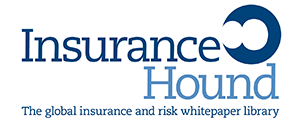 Insurance
Hound
The global insurance and risk whitepaper library